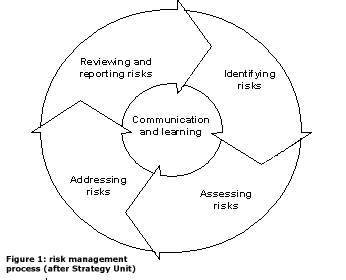 Reviewing and
reporting risks
Identifying
risks
Communication
and learning
Addressing
risks
Assessing
risks
Figure 1: risk management
process (after Strategy Unit)